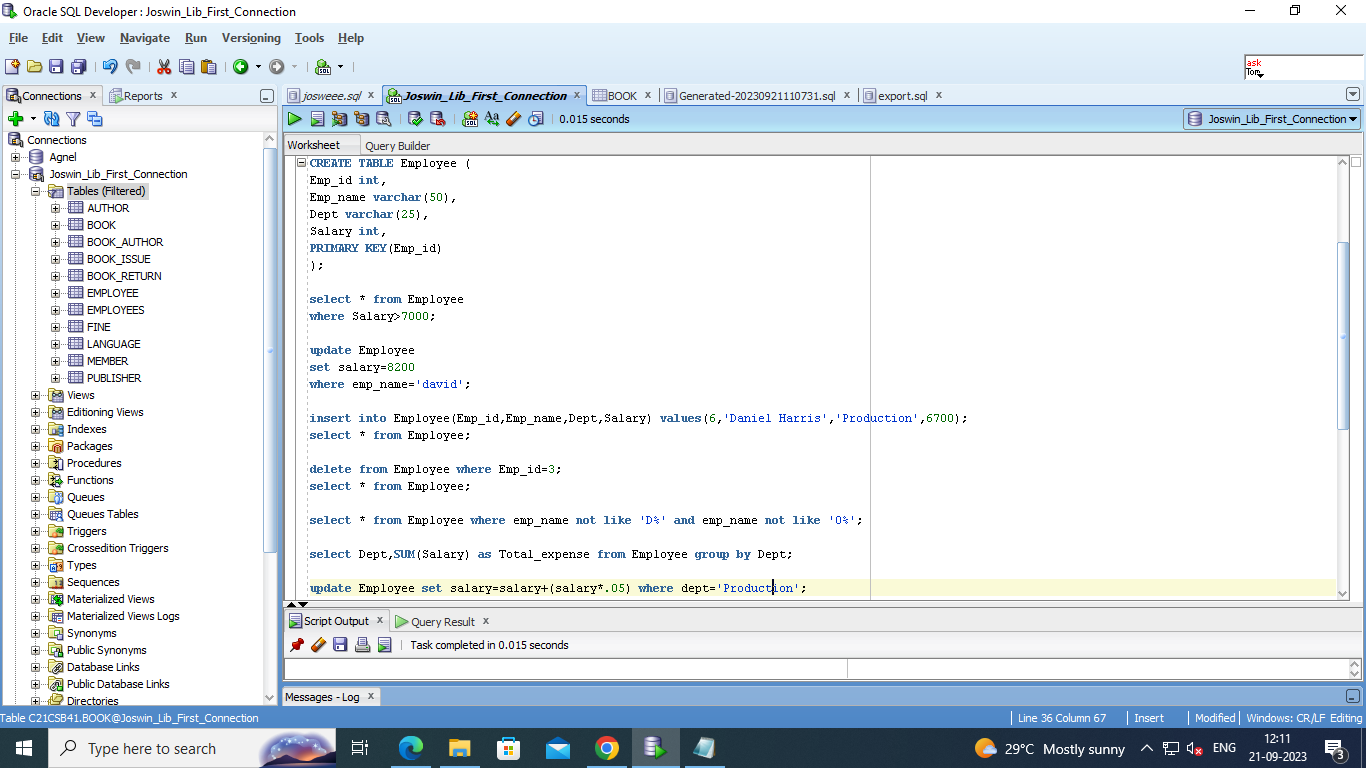 Oracle SQL Developer : Joswin_Lib_First_Connection
File Edit View Navigate Run Versioning Tools Help
SQL
ask
Tom
Connections x Reports x
josweee.sql x Joswin_Lib_First_Connection x BOOK x Generated-20230921110731.sql x export.sql x
0.015 seconds
Joswin_Lib_First_Connection
Worksheet Query Builder
Connections
Agnel
Joswin_Lib_First_Connection
Tables (Filtered)
AUTHOR
BOOK
BOOK_AUTHOR
BOOK_ISSUE
BOOK_RETURN
EMPLOYEE
EMPLOYEES
FINE
LANGUAGE
MEMBER
PUBLISHER
Views
Editioning Views
Indexes
Packages
Procedures
Functions
Queues
Queues Tables
Triggers
Crossedition Triggers
Types
Sequences
Materialized Views
Materialized Views Logs
Synonyms
Public Synonyms
Database Links
Public Database Links
Directories
CREATE TABLE Employee (
Emp_id int,
Emp_name varchar(50),
Dept varchar(25),
Salary int,
PRIMARY KEY(Emp_id)
);
select * from Employee
where Salary>7000;
update Employee
set salary=8200
where emp_name='david';
insert into Employee(Emp_id,Emp_name,Dept,Salary) values(6,'Daniel Harris','Production',6700);
select * from Employee;
delete from Employee where Emp_id=3;
select * from Employee;
select * from Employee where emp_name not like 'D%' and emp_name not like 'O%';
select Dept,SUM(Salary) as Total_expense from Employee group by Dept;
update Employee set salary=salary+(salary*.05) where dept='Production';
Script Output x Query Result x
Task completed in 0.015 seconds
Messages - Log x
Table C21CSB41.BOOK@Joswin_Lib_First_Connection
Line 36 Column 67 Insert Modified Windows: CR/LF Editing
Type here to search
29°C Mostly sunny
ENG
12:11
21-09-2023
3